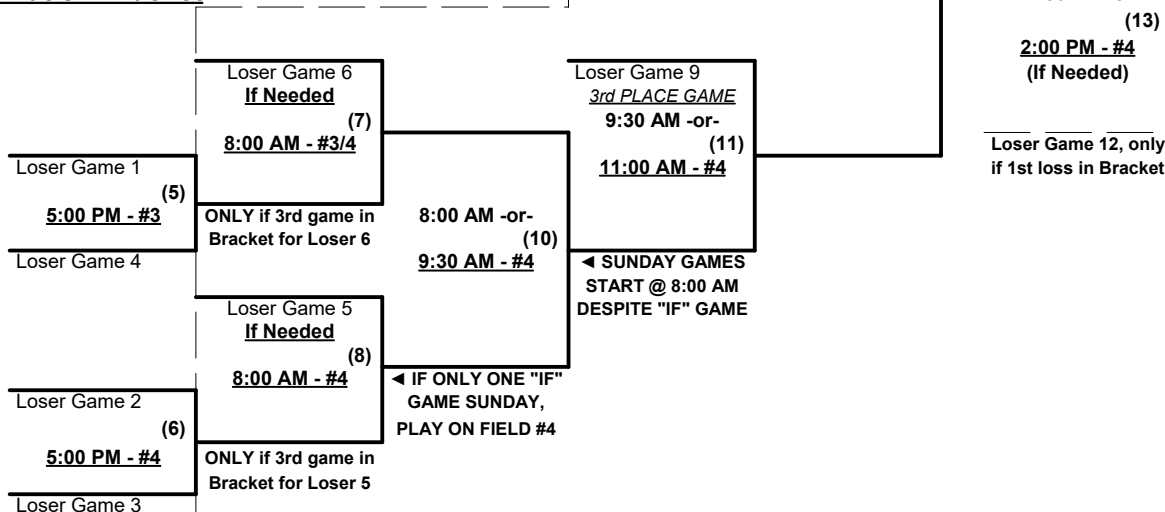 (13)
2:00 PM - #4
(If Needed)
Loser Game 12, only
if 1st loss in Bracket
Loser Game 6
If Needed
(7)
8:00 AM - #3/4
Loser Game 9
3rd PLACE GAME
9:30 AM -or-
(11)
11:00 AM - #4
Loser Game 1
(5)
5:00 PM - #3
Loser Game 4
ONLY if 3rd game in
Bracket for Loser 6
8:00 AM -or-
(10)
9:30 AM - #4
◄ SUNDAY GAMES
START @ 8:00 AM
DESPITE "IF" GAME
Loser Game 5
If Needed
(8)
8:00 AM - #4
◄ IF ONLY ONE "IF"
GAME SUNDAY,
PLAY ON FIELD #4
Loser Game 2
(6)
5:00 PM - #4
Loser Game 3
ONLY if 3rd game in
Bracket for Loser 5